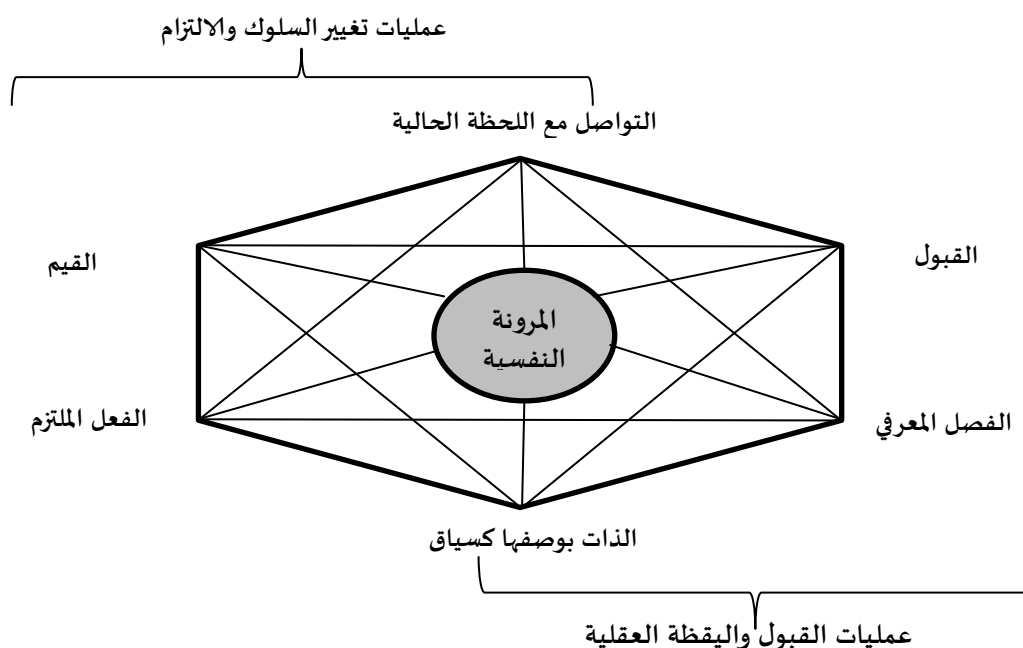 عمليات تغيير السلوك والالتزام
التواصل مع اللحظة الحالية
القبول
القيم
المرونة
النفسية
الفصل المعرفي
الفعل الملتزم
الذات بوصفها كسياق
عمليات القبول واليقظة العقلية